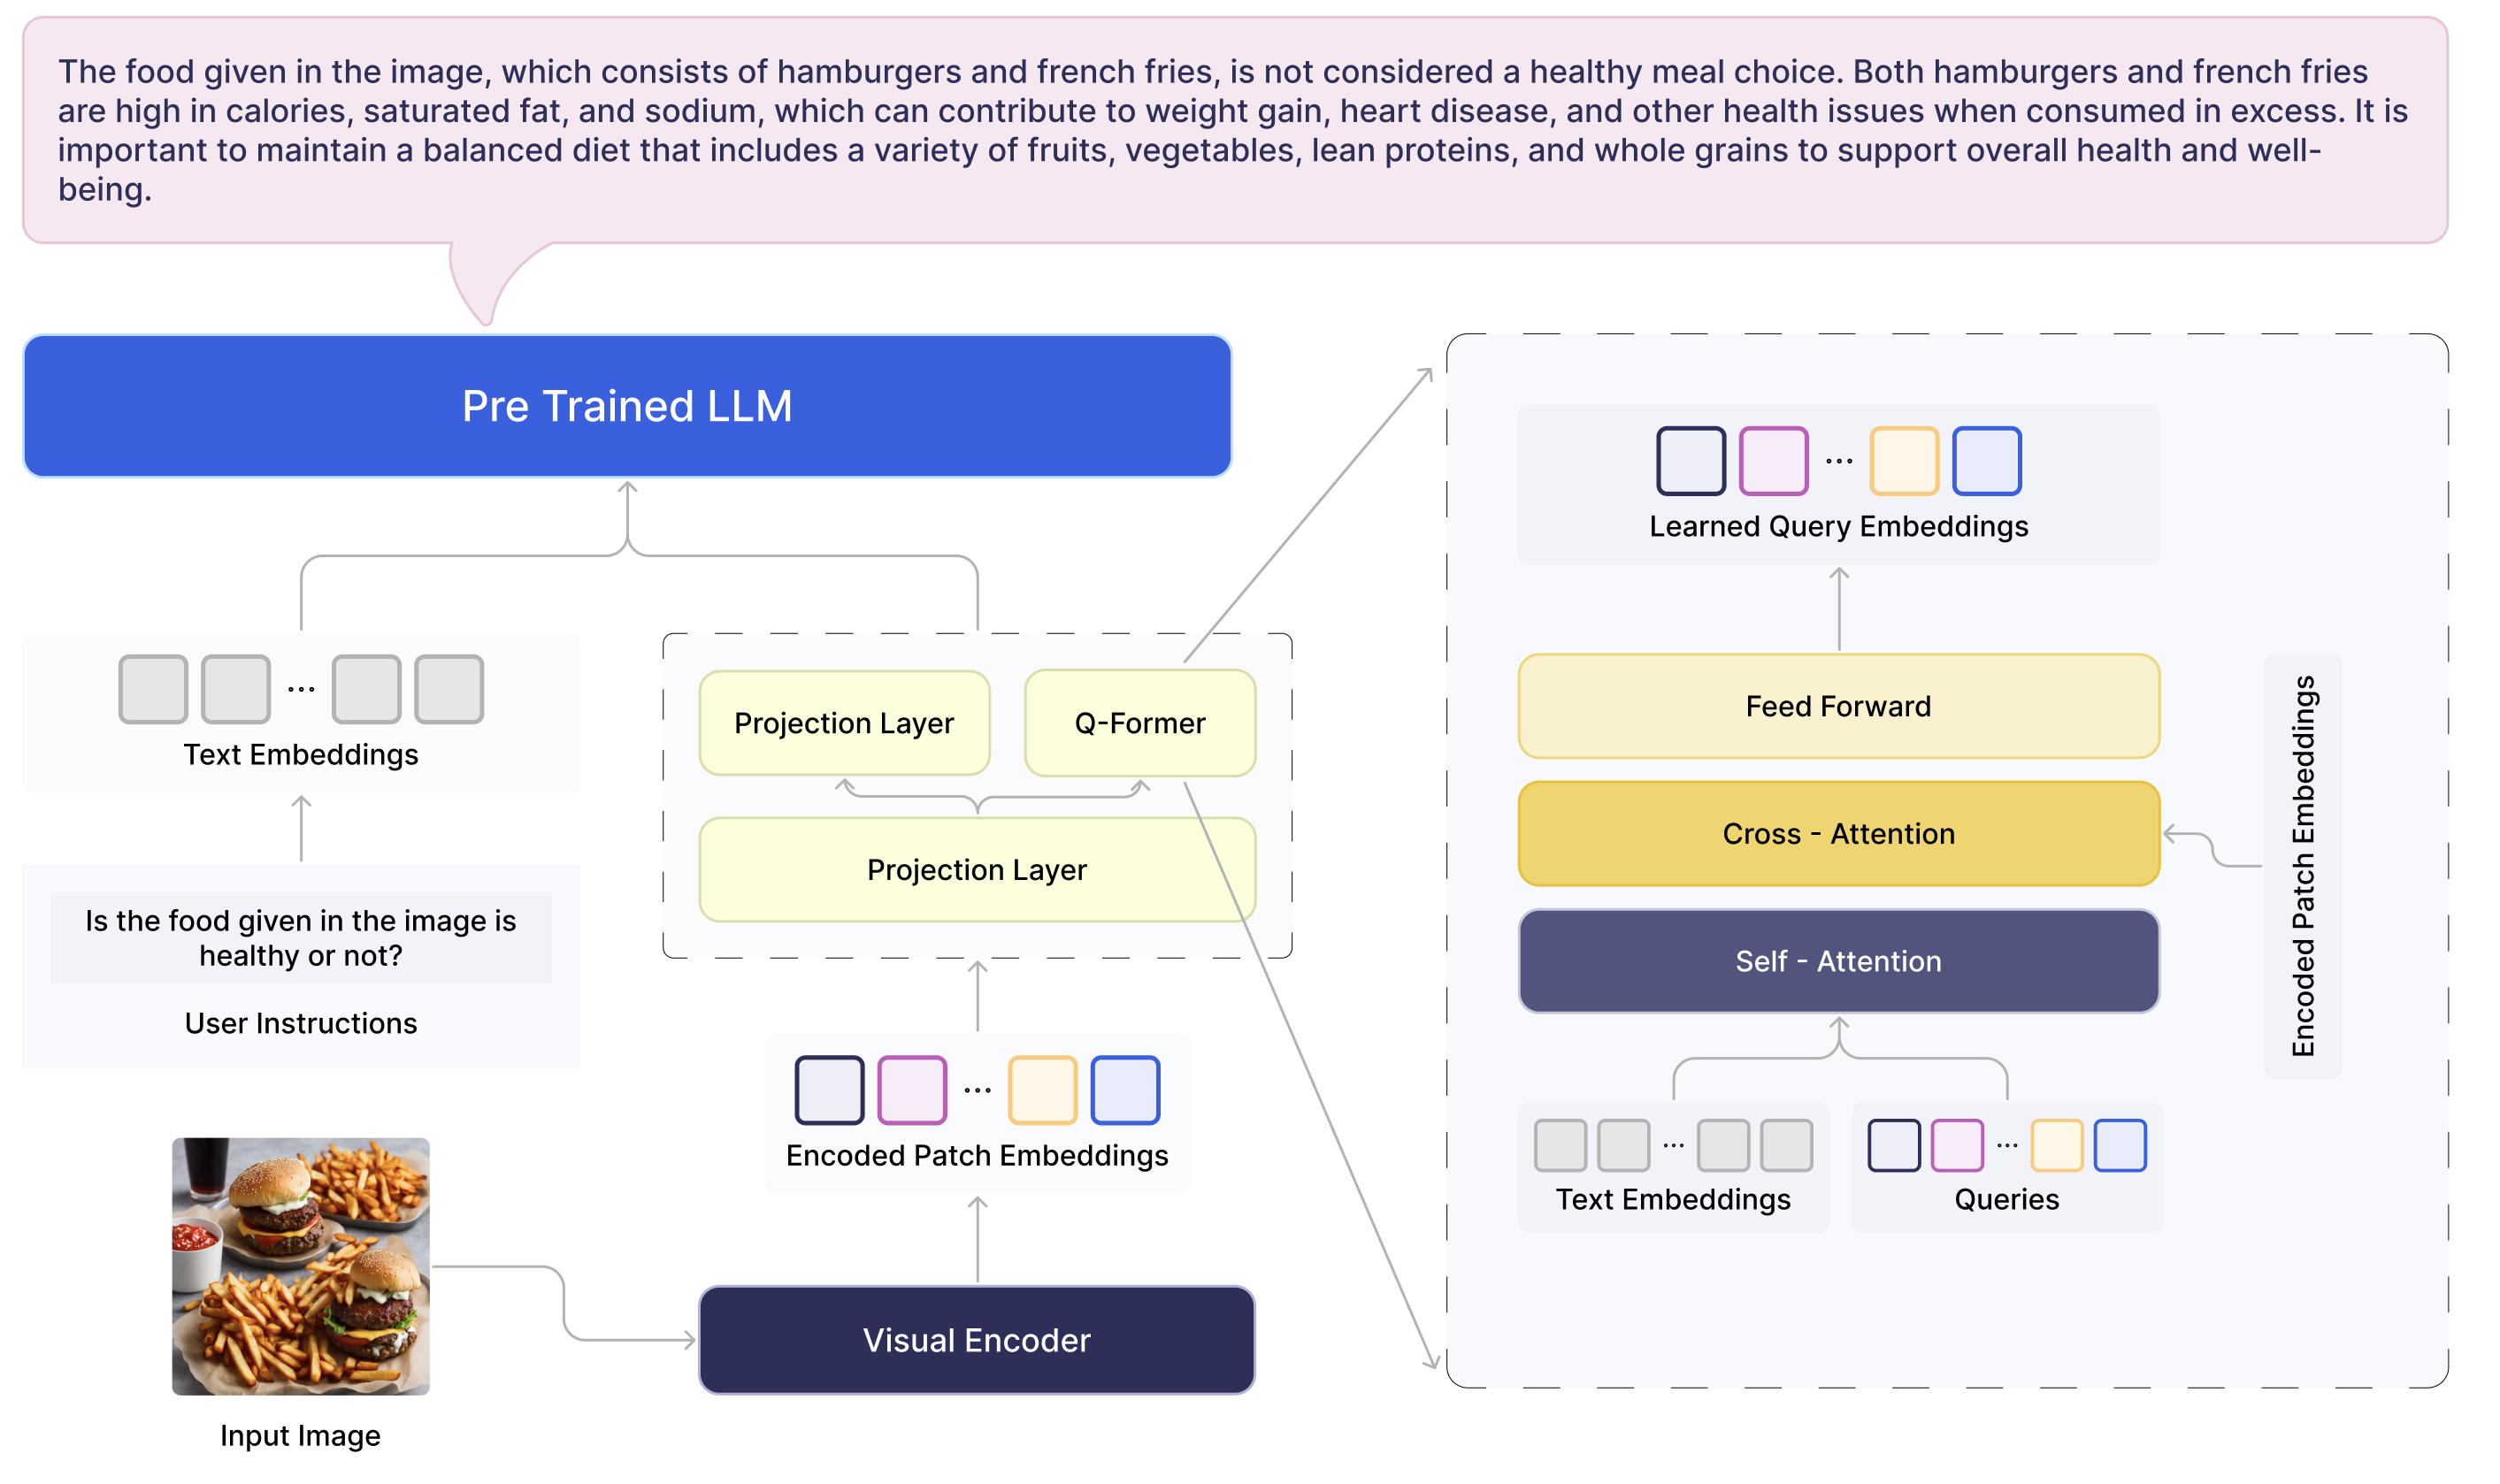 The food given in the image, which consists of hamburgers and french fries, is not considered a healthy meal choice. Both hamburgers and french fries
are high in calories, saturated fat, and sodium, which can contribute to weight gain, heart disease, and other health issues when consumed in excess. It is
important to maintain a balanced diet that includes a variety of fruits, vegetables, lean proteins, and whole grains to support overall health and well-
being.
Pre Trained LLM
Text Embeddings
Is the food given in the image is
healthy or not?
User Instructions
Input Image
Projection Layer
Q-Former
Projection Layer
Encoded Patch Embeddings
Visual Encoder
Learned Query Embeddings
Feed Forward
Cross - Attention
Self - Attention
Text Embeddings
Queries
Encoded Patch Embeddings